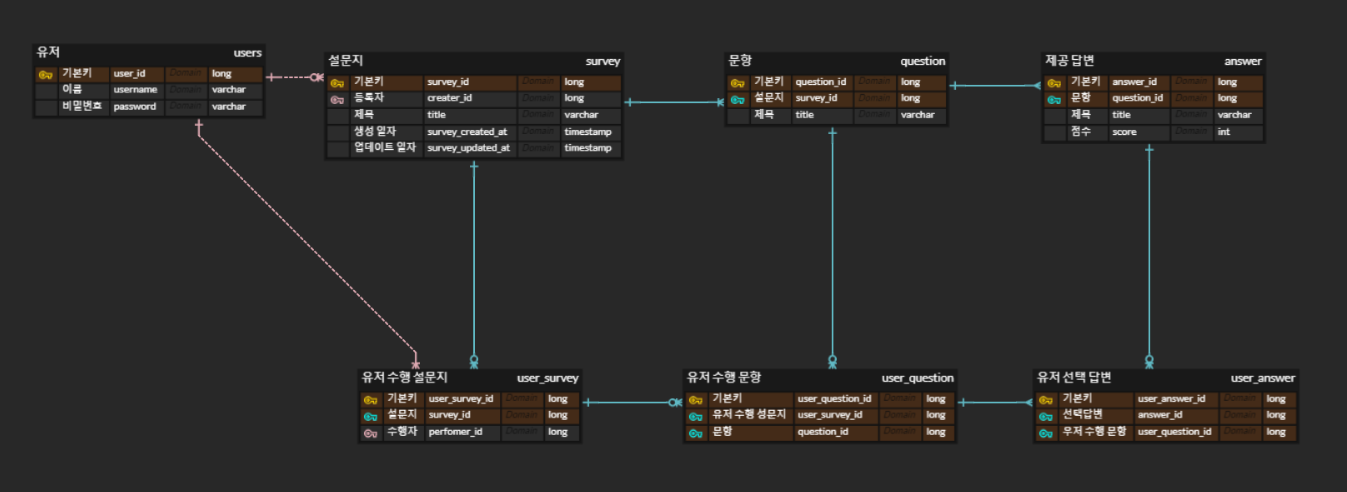 유저 users
기본키 user_id Domain long
이름 username Domain varchar
비밀번호 password Domain varchar
설문지 survey
기본키 survey_id Domain long
등록자 creater_id Domain long
제목 title Domain varchar
생성 일자 survey_created_at Domain timestamp
업데이트 일자 survey_updated_at Domain timestamp
문항 question
기본키 question_id Domain long
설문지 survey_id Domain long
제목 title Domain varchar
제공 답변 answer
기본키 answer_id Domain long
문항 question_id Domain long
제목 title Domain varchar
점수 score Domain int
유저 수행 설문지 user_survey
기본키 user_survey_id Domain long
설문지 survey_id Domain long
수행자 perfomer_id Domain long
유저 수행 문항 user_question
기본키 user_question_id Domain long
유저 수행 성문지 user_survey_id Domain long
문항 question_id Domain long
유저 선택 답변 user_answer
기본키 user_answer_id Domain long
선택답변 answer_id Domain long
우저 수행 문항 user_question_id Domain long